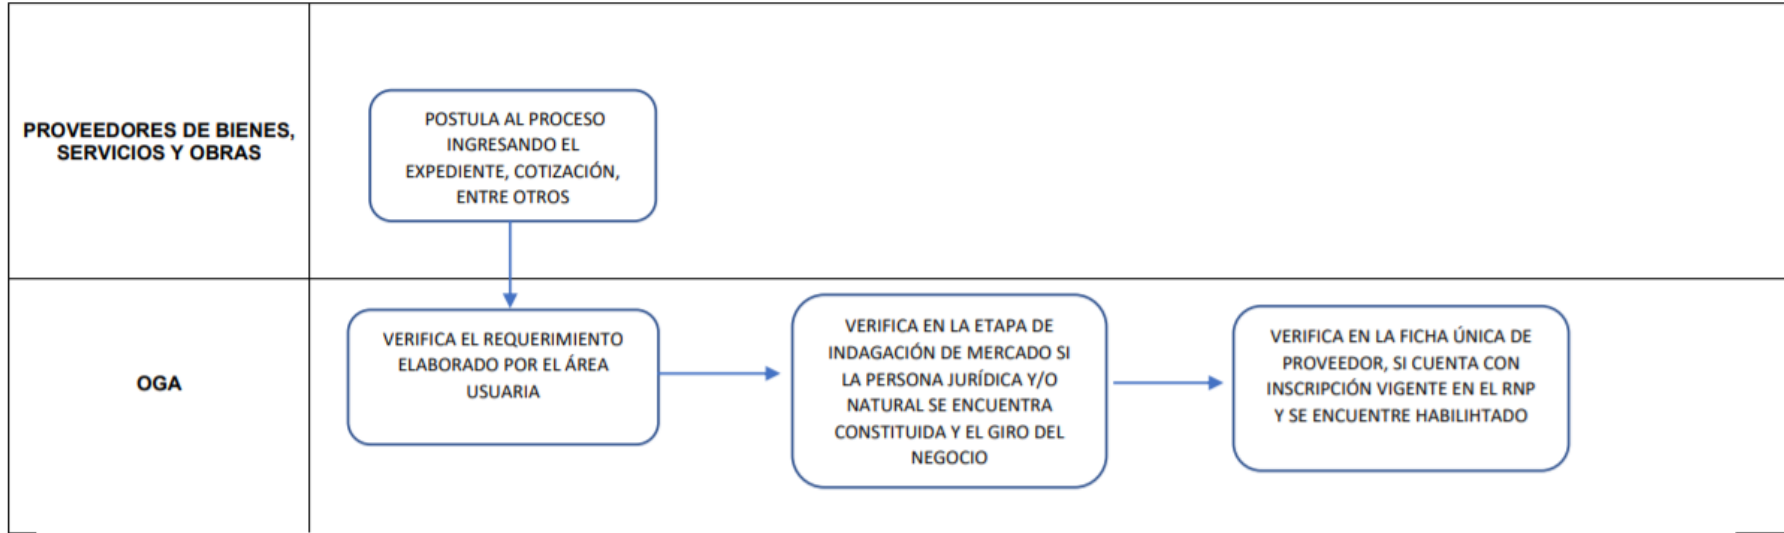 PROVEEDORES DE BIENES,
SERVICIOS Y OBRAS
POSTULA AL PROCESO
INGRESANDO EL
EXPEDIENTE, COTIZACIÓN,
ENTRE OTROS
OGA
VERIFICA EL REQUERIMIENTO
ELABORADO POR EL ÁREA
USUARIA
VERIFICA EN LA ETAPA DE
INDAGACIÓN DE MERCADO SI
LA PERSONA JURÍDICA Y/O
NATURAL SE ENCUENTRA
CONSTITUIDA Y EL GIRO DEL
NEGOCIO
VERIFICA EN LA FICHA ÚNICA DE
PROVEEDOR, SI CUENTA CON
INSCRIPCIÓN VIGENTE EN EL RNP
Y SE ENCUENTRE HABILIHTADO